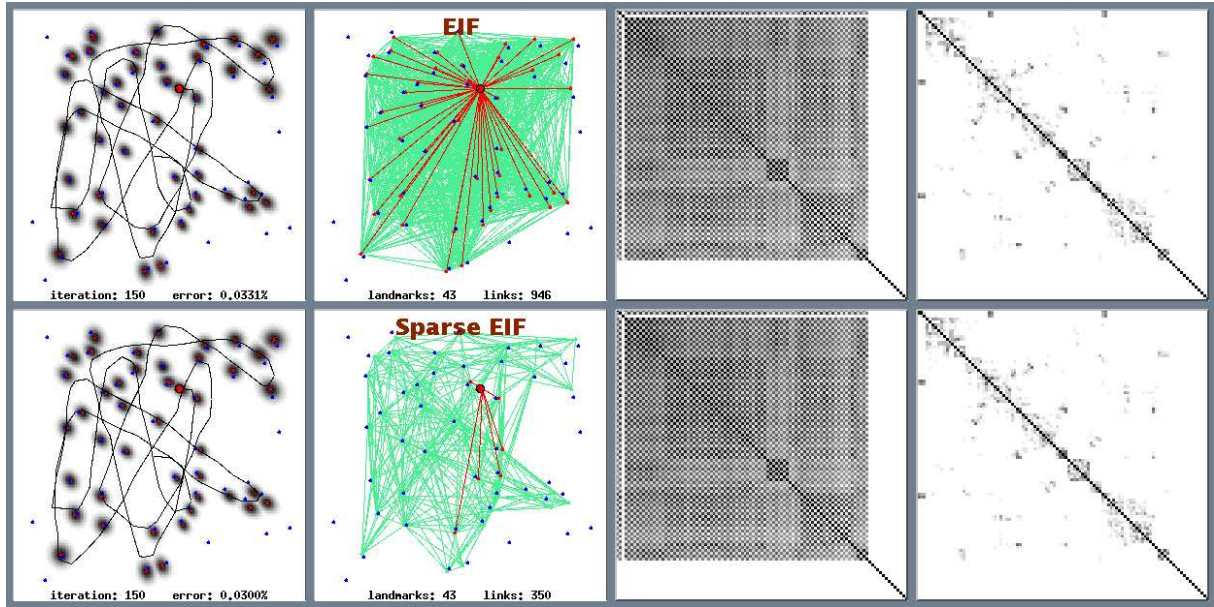 EIF
iteration: 150 error: 0.0331%
landmarks: 43 links: 946
Sparse EIF
iteration: 150 error: 0.0300%
landmarks: 43 links: 350